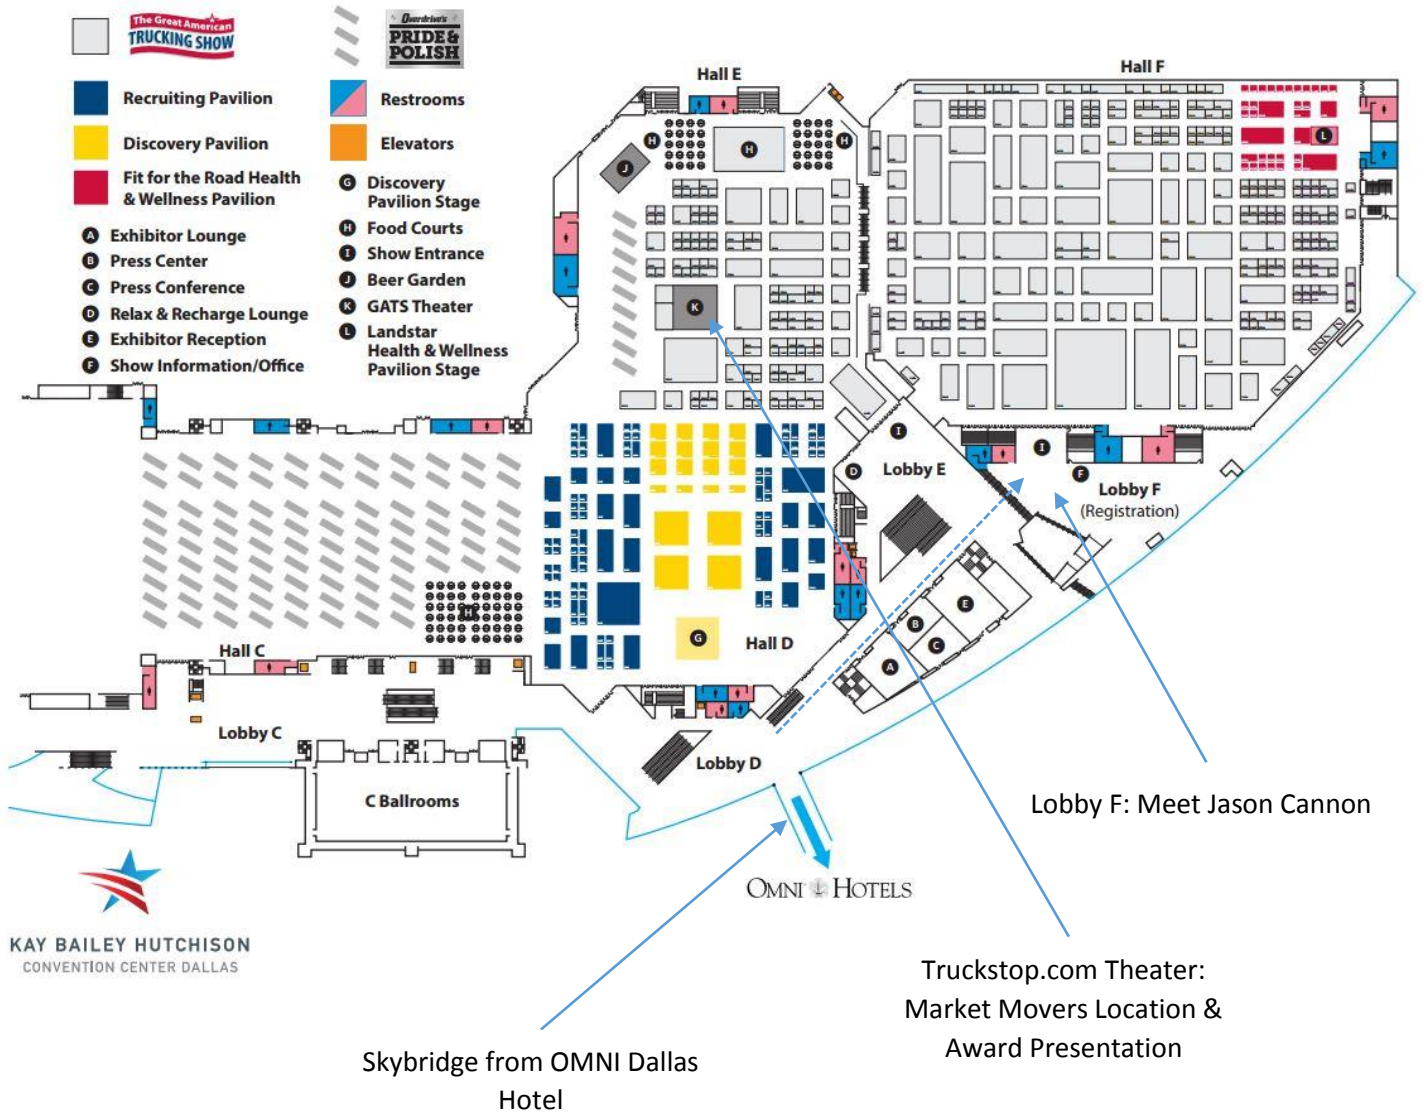 The Great American
TRUCKING SHOW
Overdrive's
PRIDE &
POLISH
Recruiting Pavilion
Discovery Pavilion
Fit for the Road Health
& Wellness Pavilion
Restrooms
Elevators
A Exhibitor Lounge
B Press Center
C Press Conference
D Relax & Recharge Lounge
E Exhibitor Reception
F Show Information/Office
G Discovery
Pavilion Stage
H Food Courts
I Show Entrance
J Beer Garden
K GATS Theater
L Landstar
Health & Wellness
Pavilion Stage
Hall E
Hall F
H
H
H
J
L
K
I
I
D
Lobby E
F
Lobby F
(Registration)
H
E
B
C
A
G
Hall D
Hall C
Lobby C
Lobby D
C Ballrooms
OMNI HOTELS
KAY BAILEY HUTCHISON
CONVENTION CENTER DALLAS
Lobby F: Meet Jason Cannon
Truckstop.com Theater:
Market Movers Location &
Award Presentation
Skybridge from OMNI Dallas
Hotel